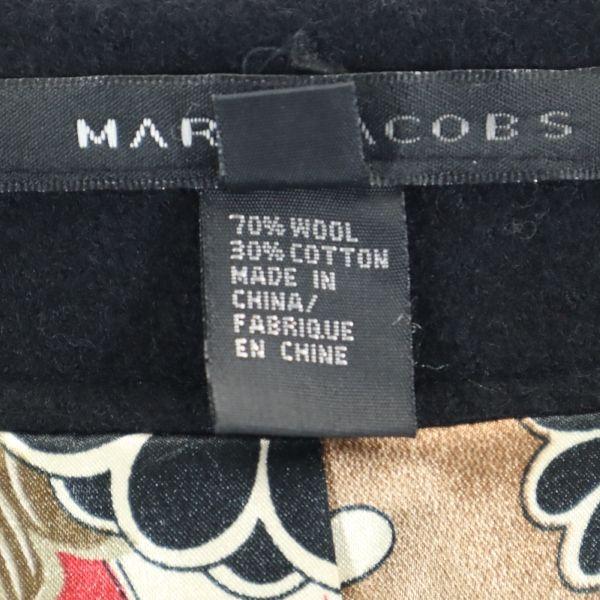 MAR ACOBS
70% WOOL
30% COTTON
MADE IN
CHINA/
FABRIQUE
EN CHINE